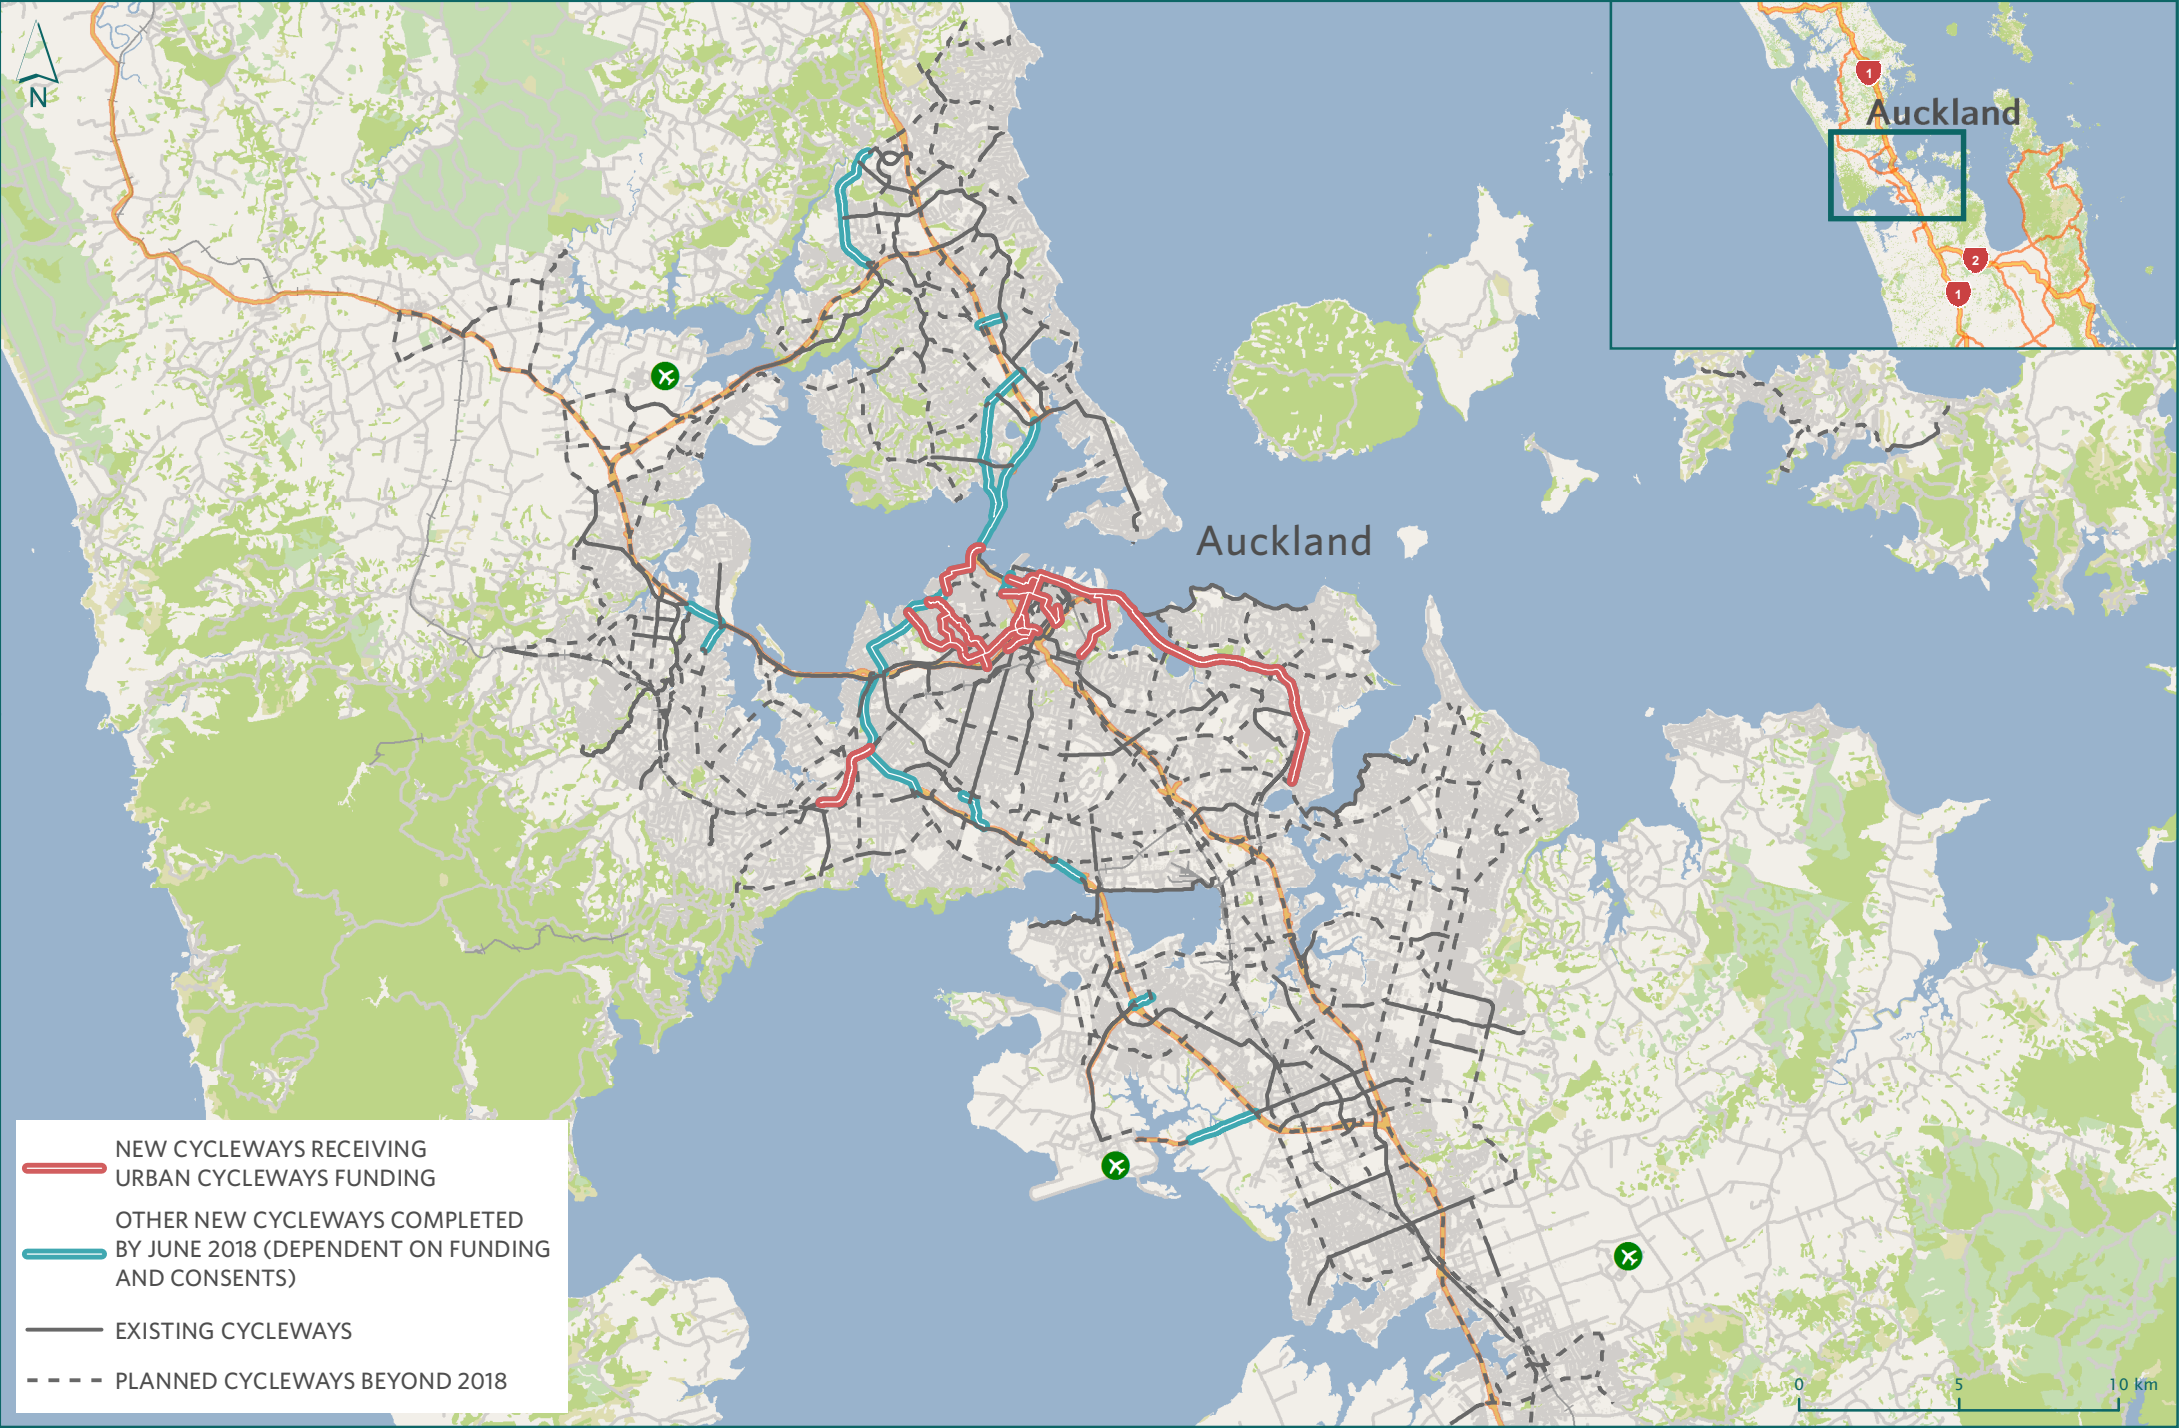 N
1
Auckland
2
1
Auckland
NEW CYCLEWAYS RECEIVING
URBAN CYCLEWAYS FUNDING
OTHER NEW CYCLEWAYS COMPLETED
BY JUNE 2018 (DEPENDENT ON FUNDING
AND CONSENTS)
EXISTING CYCLEWAYS
PLANNED CYCLEWAYS BEYOND 2018
0 5 10 km